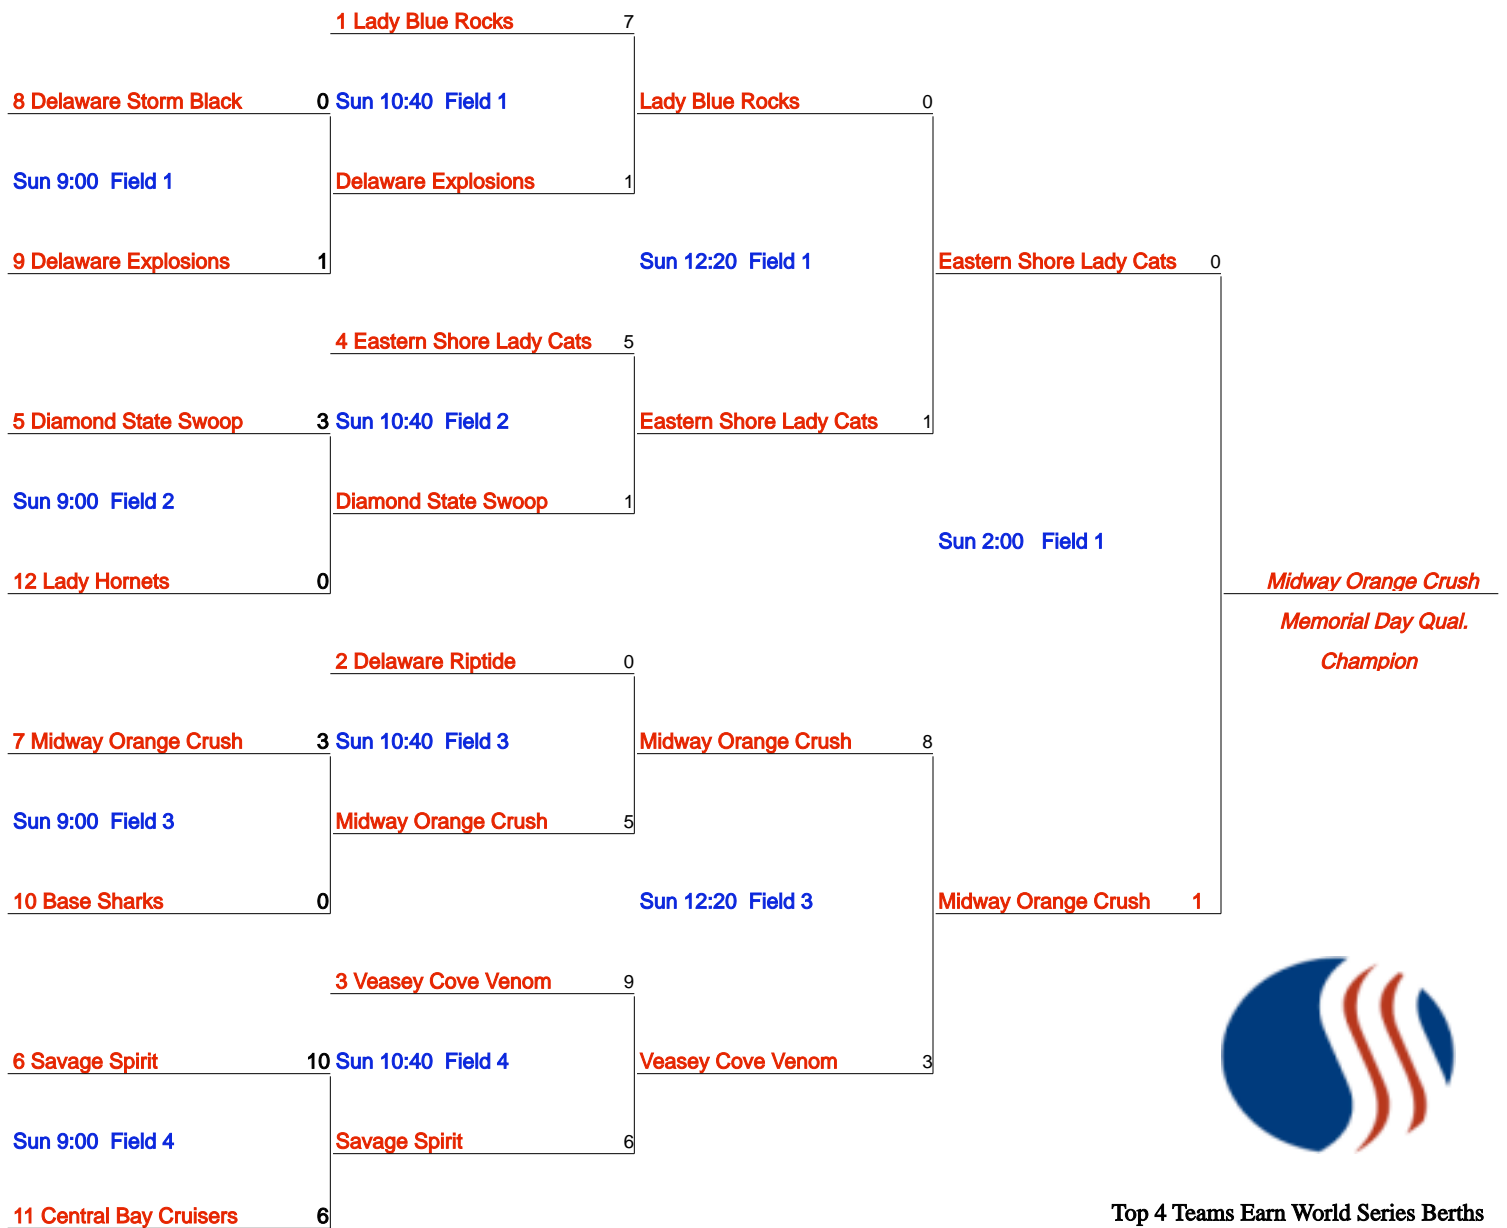 1 Lady Blue Rocks 7
8 Delaware Storm Black 0 Sun 10:40 Field 1 Lady Blue Rocks 0
Sun 9:00 Field 1 Delaware Explosions 1
9 Delaware Explosions 1 Sun 12:20 Field 1 Eastern Shore Lady Cats 0
4 Eastern Shore Lady Cats 5
5 Diamond State Swoop 3 Sun 10:40 Field 2 Eastern Shore Lady Cats 1
Sun 9:00 Field 2 Diamond State Swoop 1
Sun 2:00 Field 1
12 Lady Hornets 0 Midway Orange Crush
Memorial Day Qual.
2 Delaware Riptide 0 Champion
7 Midway Orange Crush 3 Sun 10:40 Field 3 Midway Orange Crush 8
Sun 9:00 Field 3 Midway Orange Crush 5
10 Base Sharks 0 Sun 12:20 Field 3 Midway Orange Crush 1
3 Veasey Cove Venom 9
6 Savage Spirit 10 Sun 10:40 Field 4 Veasey Cove Venom 3
Sun 9:00 Field 4 Savage Spirit 6
11 Central Bay Cruisers 6 Top 4 Teams Earn World Series Berths